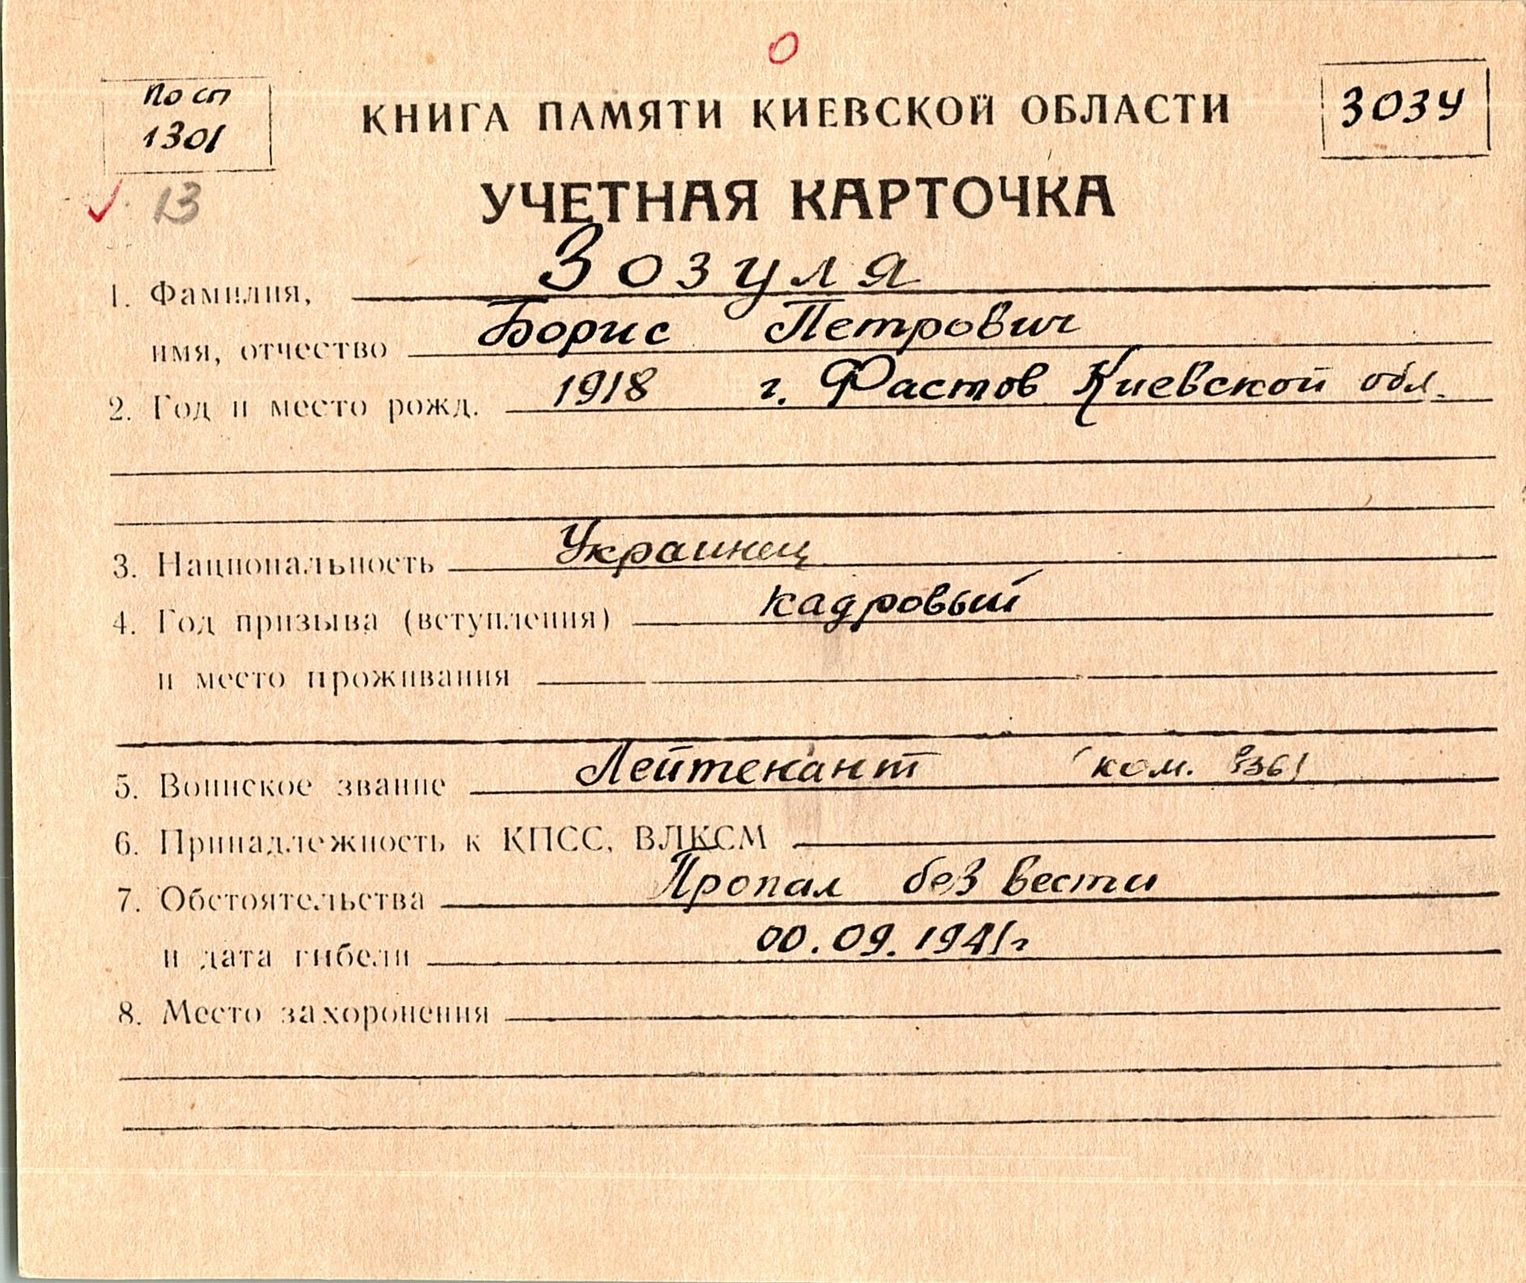 О
По сп
1301
КНИГА ПАМЯТИ КИЕВСКОЙ ОБЛАСТИ
ЗОЗУ
13
УЧЕТНАЯ КАРТОЧКА
1. Фамилия, Зозуля
имя, отчество Борис Петрович
2. Год и место рожд. 1918 г. Фастов Киевской обл.
3. Национальность Украинец
4. Год призыва (вступления) кадровый
и место проживания
5. Воинское звание Лейтенант (ком.
6. Принадлежность к КПСС, ВЛКСМ
7. Обстоятельства Пропал без вести
и дата гибели 00.09.1941г
8. Место захоронения